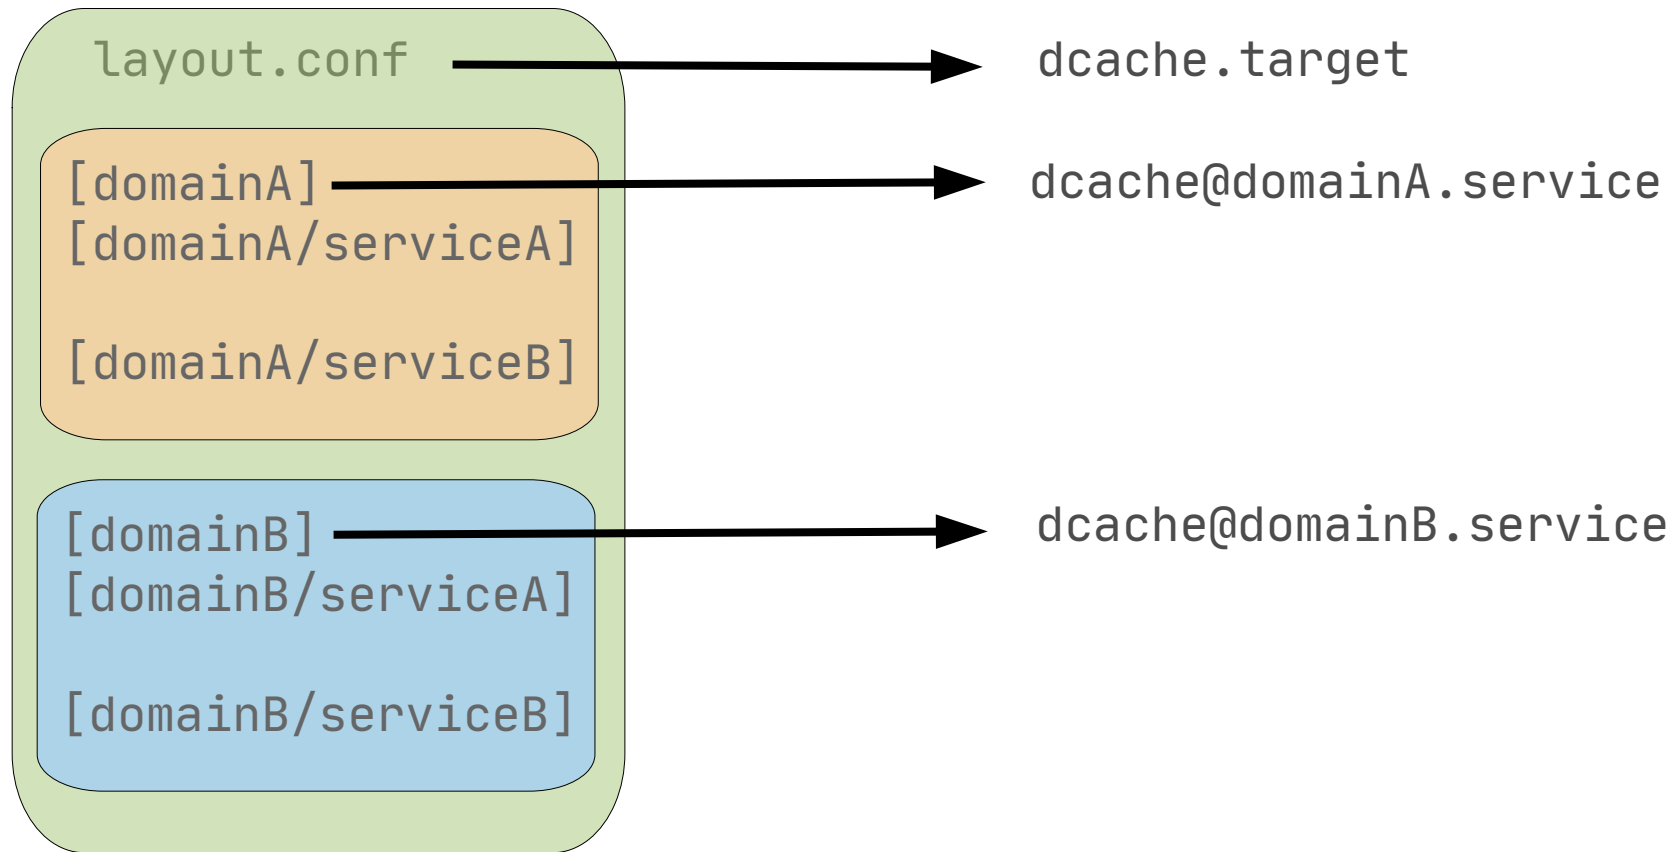 layout.conf dcache.target
[domainA] dcache@domainA.service
[domainA/serviceA]
[domainA/serviceB]
[domainB] dcache@domainB.service
[domainB/serviceA]
[domainB/serviceB]